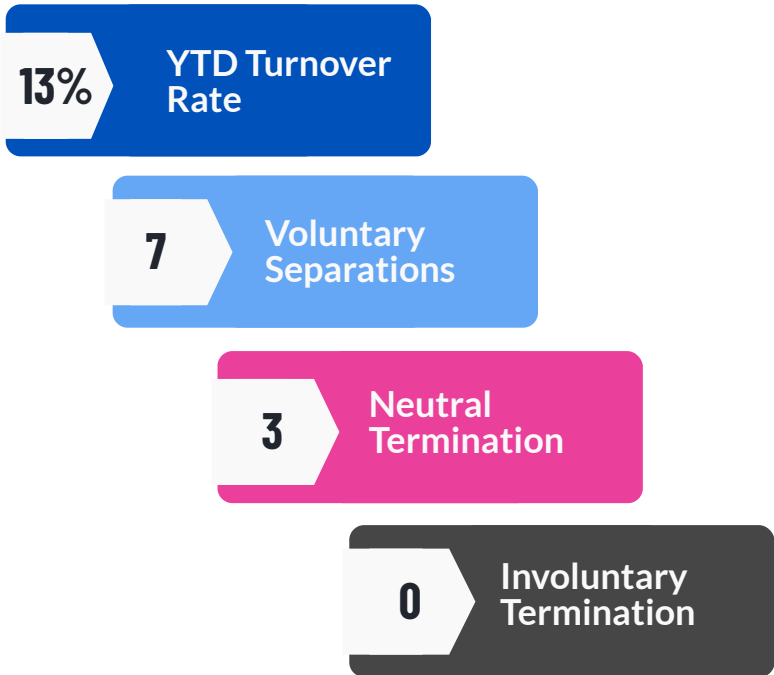 13%
YTD Turnover
Rate
7
Voluntary
Separations
3
Neutral
Termination
0
Involuntary
Termination